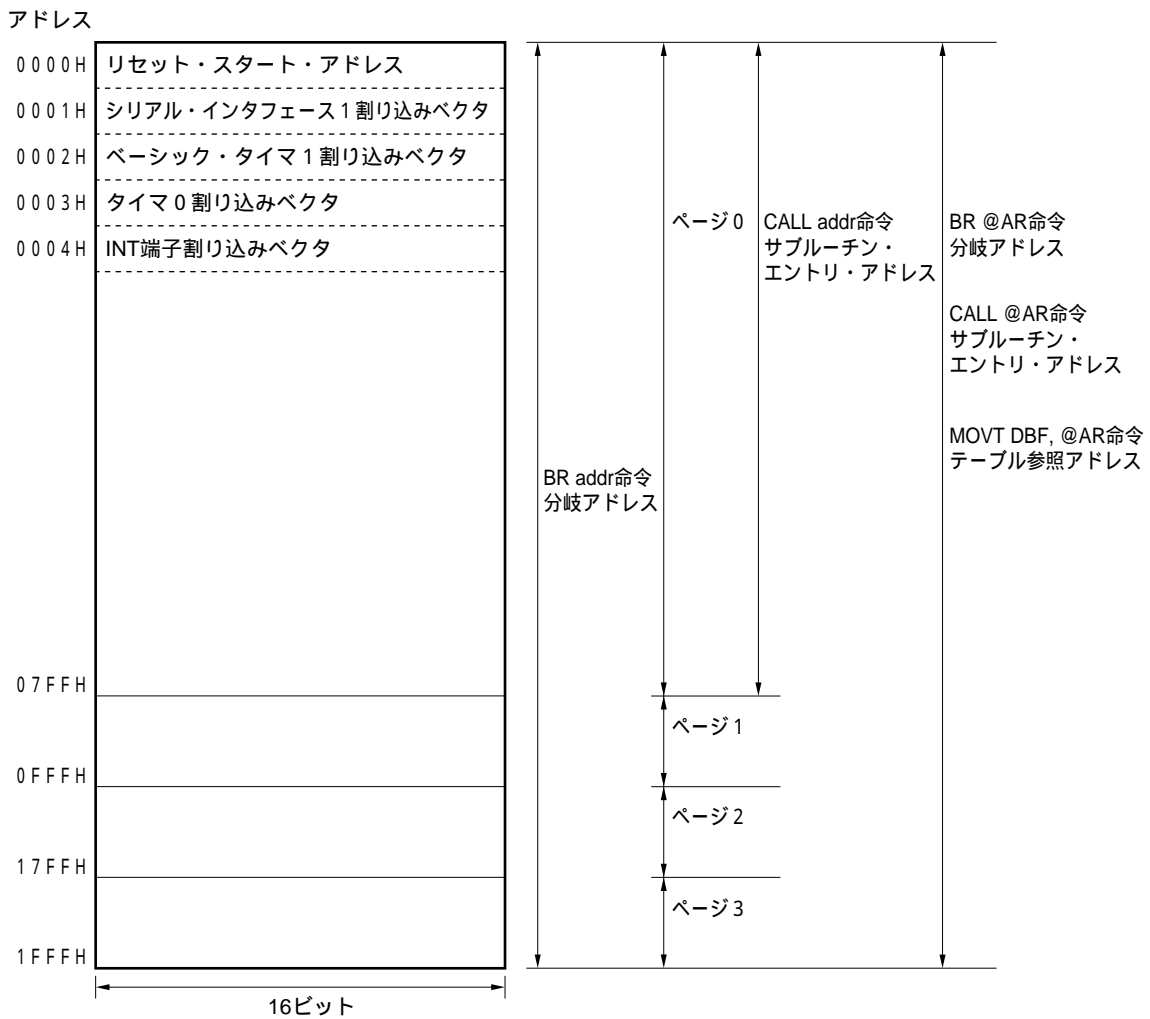 アドレス
0000H リセット・スタート・アドレス
0001H シリアル・インタフェース1割り込みベクタ
0002H ベーシック・タイマ1割り込みベクタ
0003H タイマ0割り込みベクタ
0004H INT端子割り込みベクタ
07FFH
0FFFH
17FFH
1FFFH
16ビット
BR addr命令
分岐アドレス
ページ0
ページ1
ページ2
ページ3
CALL addr命令
サブルーチン・
エントリ・アドレス
BR @AR命令
分岐アドレス
CALL @AR命令
サブルーチン・
エントリ・アドレス
MOVT DBF, @AR命令
テーブル参照アドレス